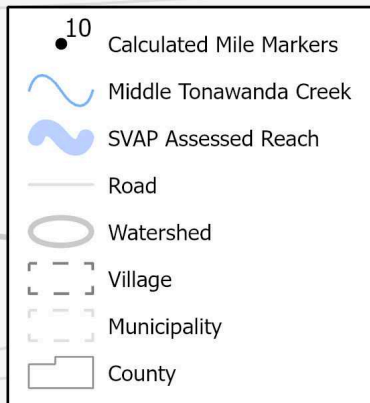 10
Calculated Mile Markers
Middle Tonawanda Creek
SVAP Assessed Reach
Road
Watershed
Village
Municipality
County